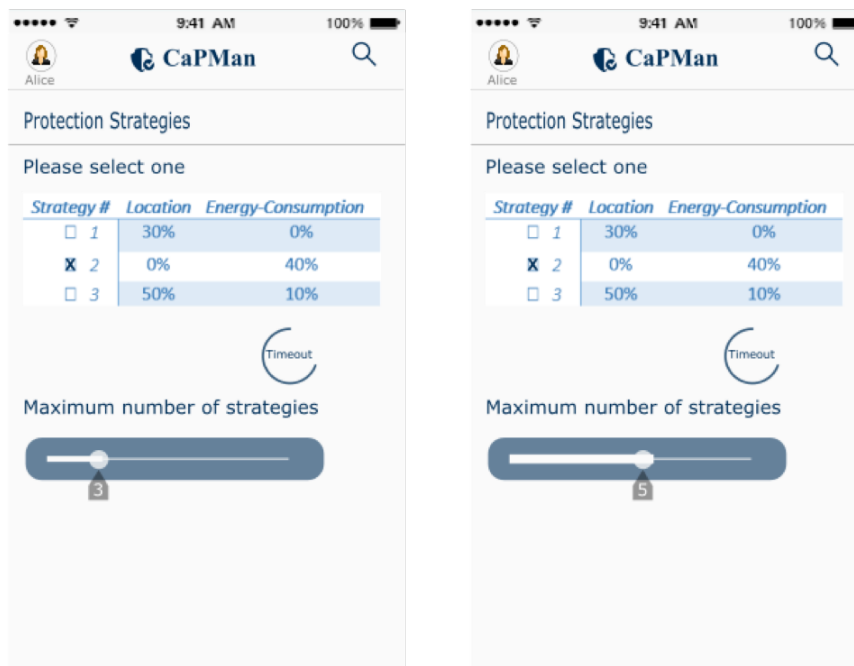 9:41 AM 100%
CaPMan
Alice
Protection Strategies
Please select one
Strategy # Location Energy-Consumption
1 30% 0%
X 2 0% 40%
3 50% 10%
Timeout
Maximum number of strategies
3
9:41 AM 100%
CaPMan
Alice
Protection Strategies
Please select one
Strategy # Location Energy-Consumption
1 30% 0%
X 2 0% 40%
3 50% 10%
Timeout
Maximum number of strategies
5